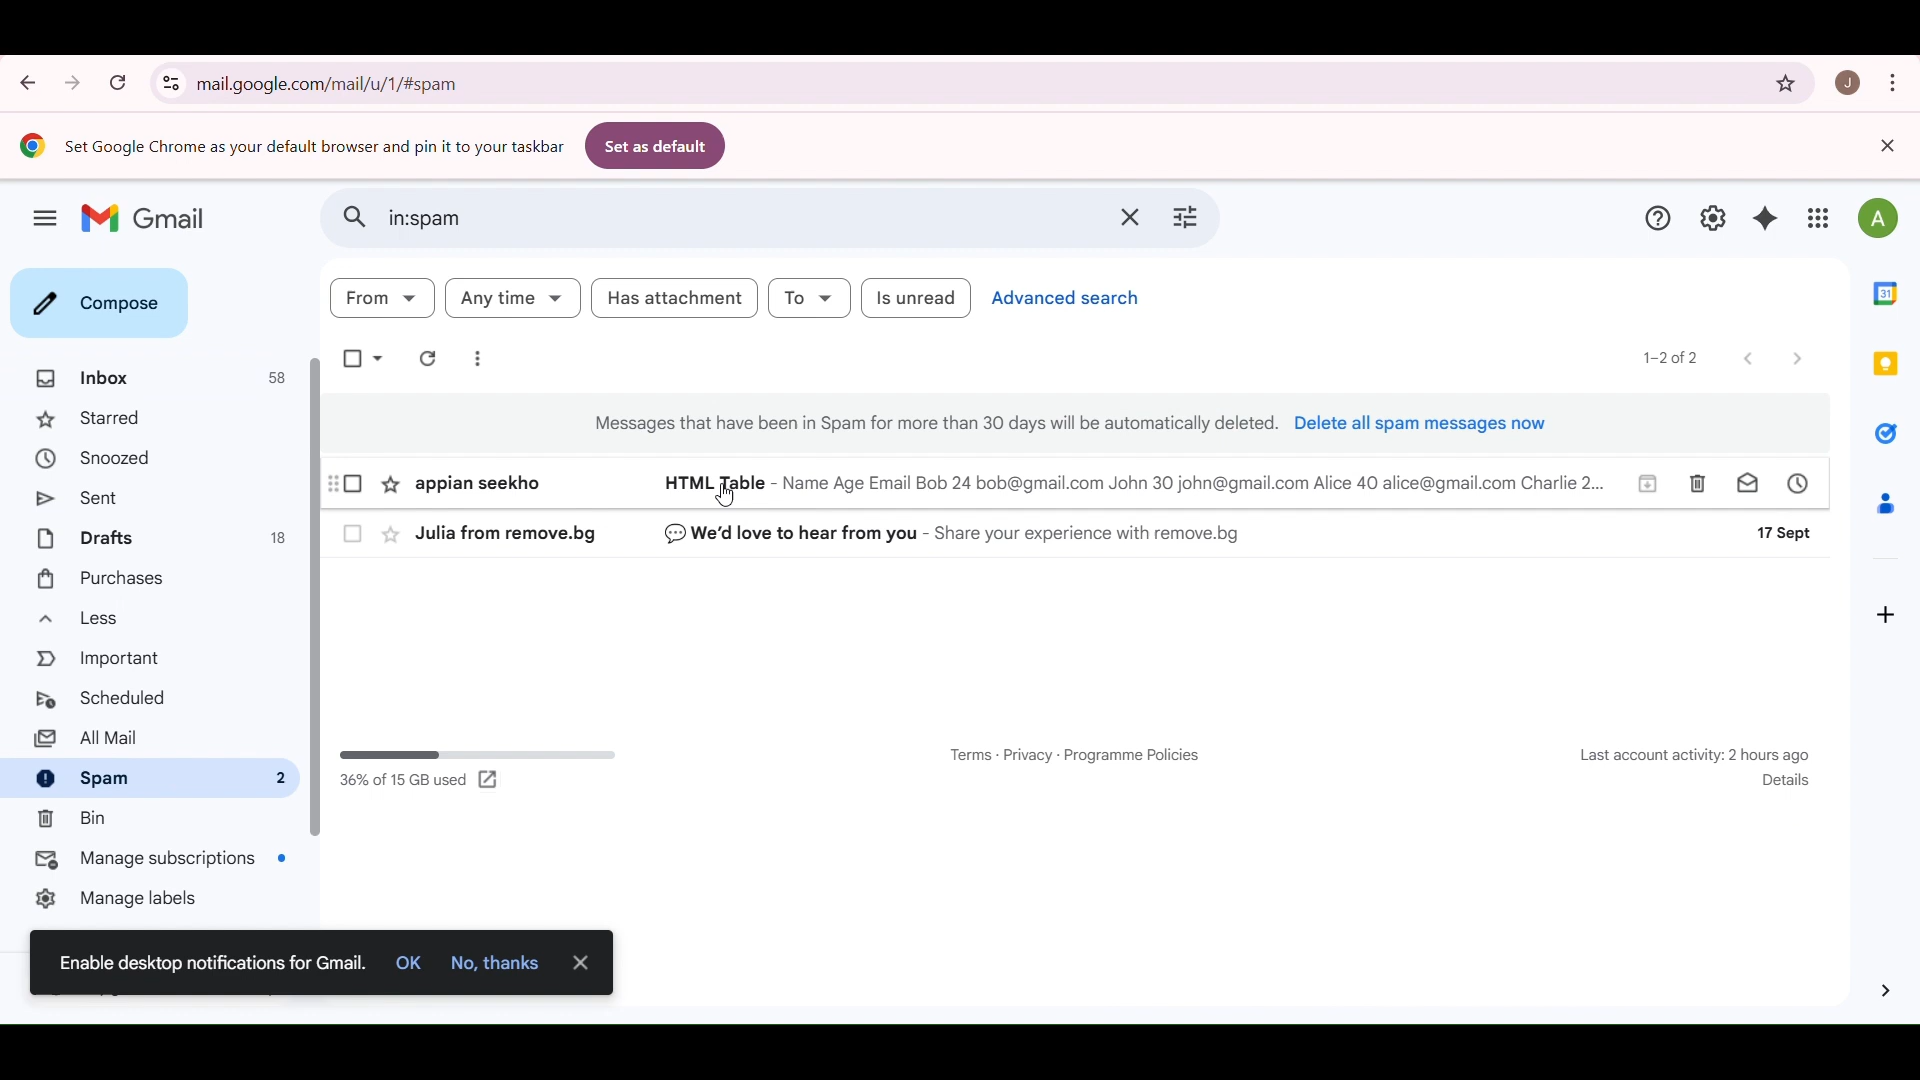 mail.google.com/mail/u/1/#spam
J
Set Google Chrome as your default browser and pin it to your taskbar
Set as default
Gmail
in:spam
A
Compose
From
Any time
Has attachment
To
Is unread
Advanced search
31
1–2 of 2
Inbox 58
Starred
Snoozed
Sent
Drafts 18
Purchases
Less
Important
Scheduled
All Mail
Spam 2
Bin
Manage subscriptions
Manage labels
Messages that have been in Spam for more than 30 days will be automatically deleted. Delete all spam messages now
appian seekho HTML Table - Name Age Email Bob 24 bob@gmail.com John 30 john@gmail.com Alice 40 alice@gmail.com Charlie 2...
Julia from remove.bg 💬 We'd love to hear from you - Share your experience with remove.bg 17 Sept
36% of 15 GB used
Terms · Privacy · Programme Policies
Last account activity: 2 hours ago
Details
Enable desktop notifications for Gmail. OK No, thanks